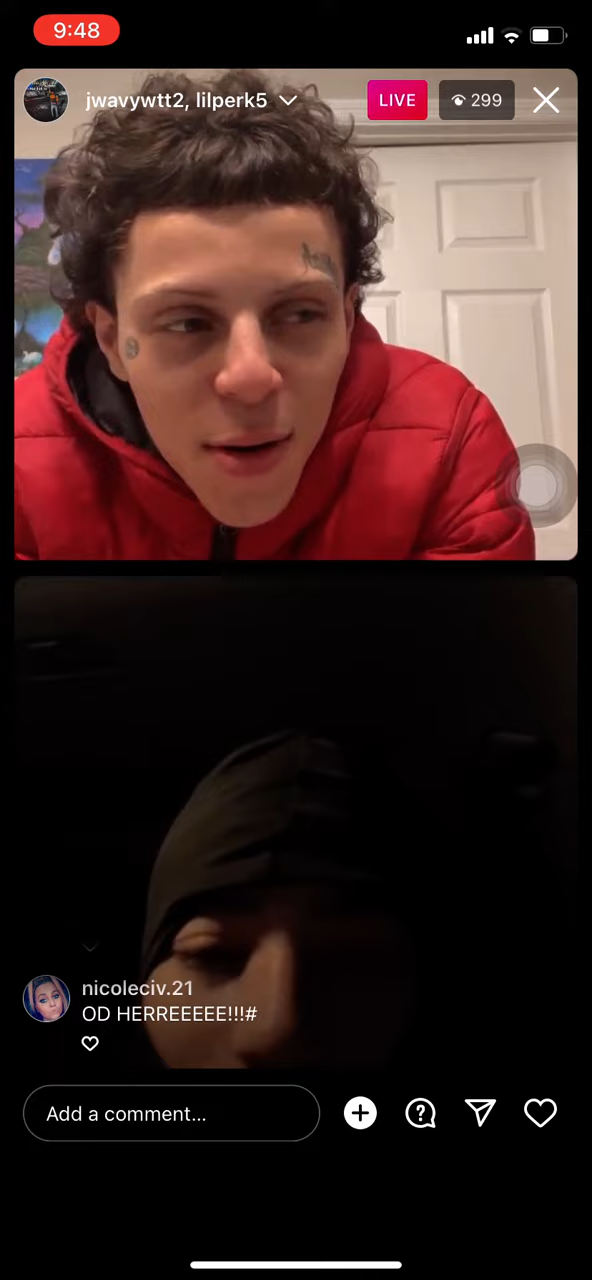 9:48
jwavywtt2, lilperk5
LIVE
299
nicoleciv.21
OD HERREEEEE!!!#
Add a comment...